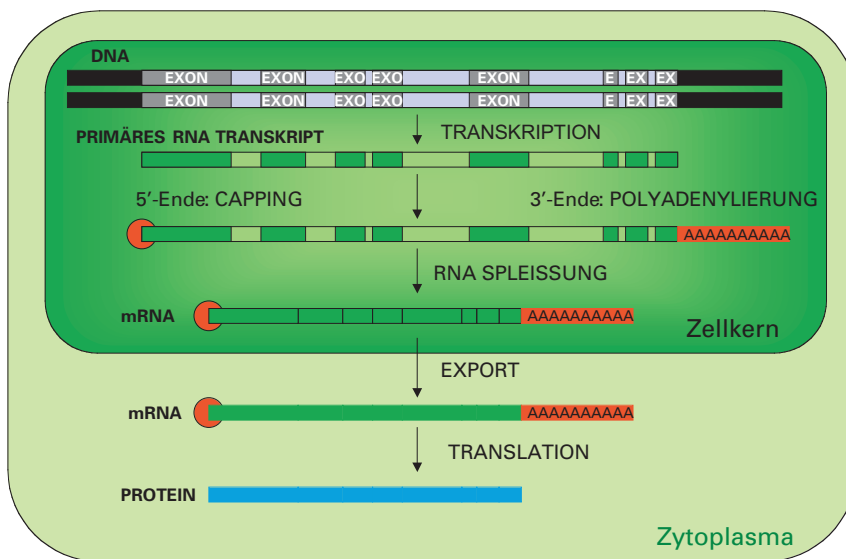 DNA
EXON EXON EXO EXO EXON E EX EX
EXON EXON EXO EXO EXON E EX EX
TRANSKRIPTION
PRIMÄRES RNA TRANSKRIPT
5′-Ende: CAPPING 3′-Ende: POLYADENYLIERUNG
AAAAAAAAAA
RNA SPLEISSUNG
mRNA AAAAAAAAAA
Zellkern
EXPORT
mRNA AAAAAAAAAA
TRANSLATION
PROTEIN
Zytoplasma